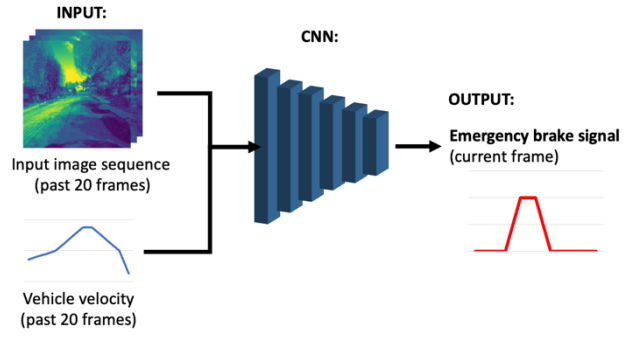 INPUT:
Input image sequence
(past 20 frames)
Vehicle velocity
(past 20 frames)
CNN:
OUTPUT:
Emergency brake signal
(current frame)